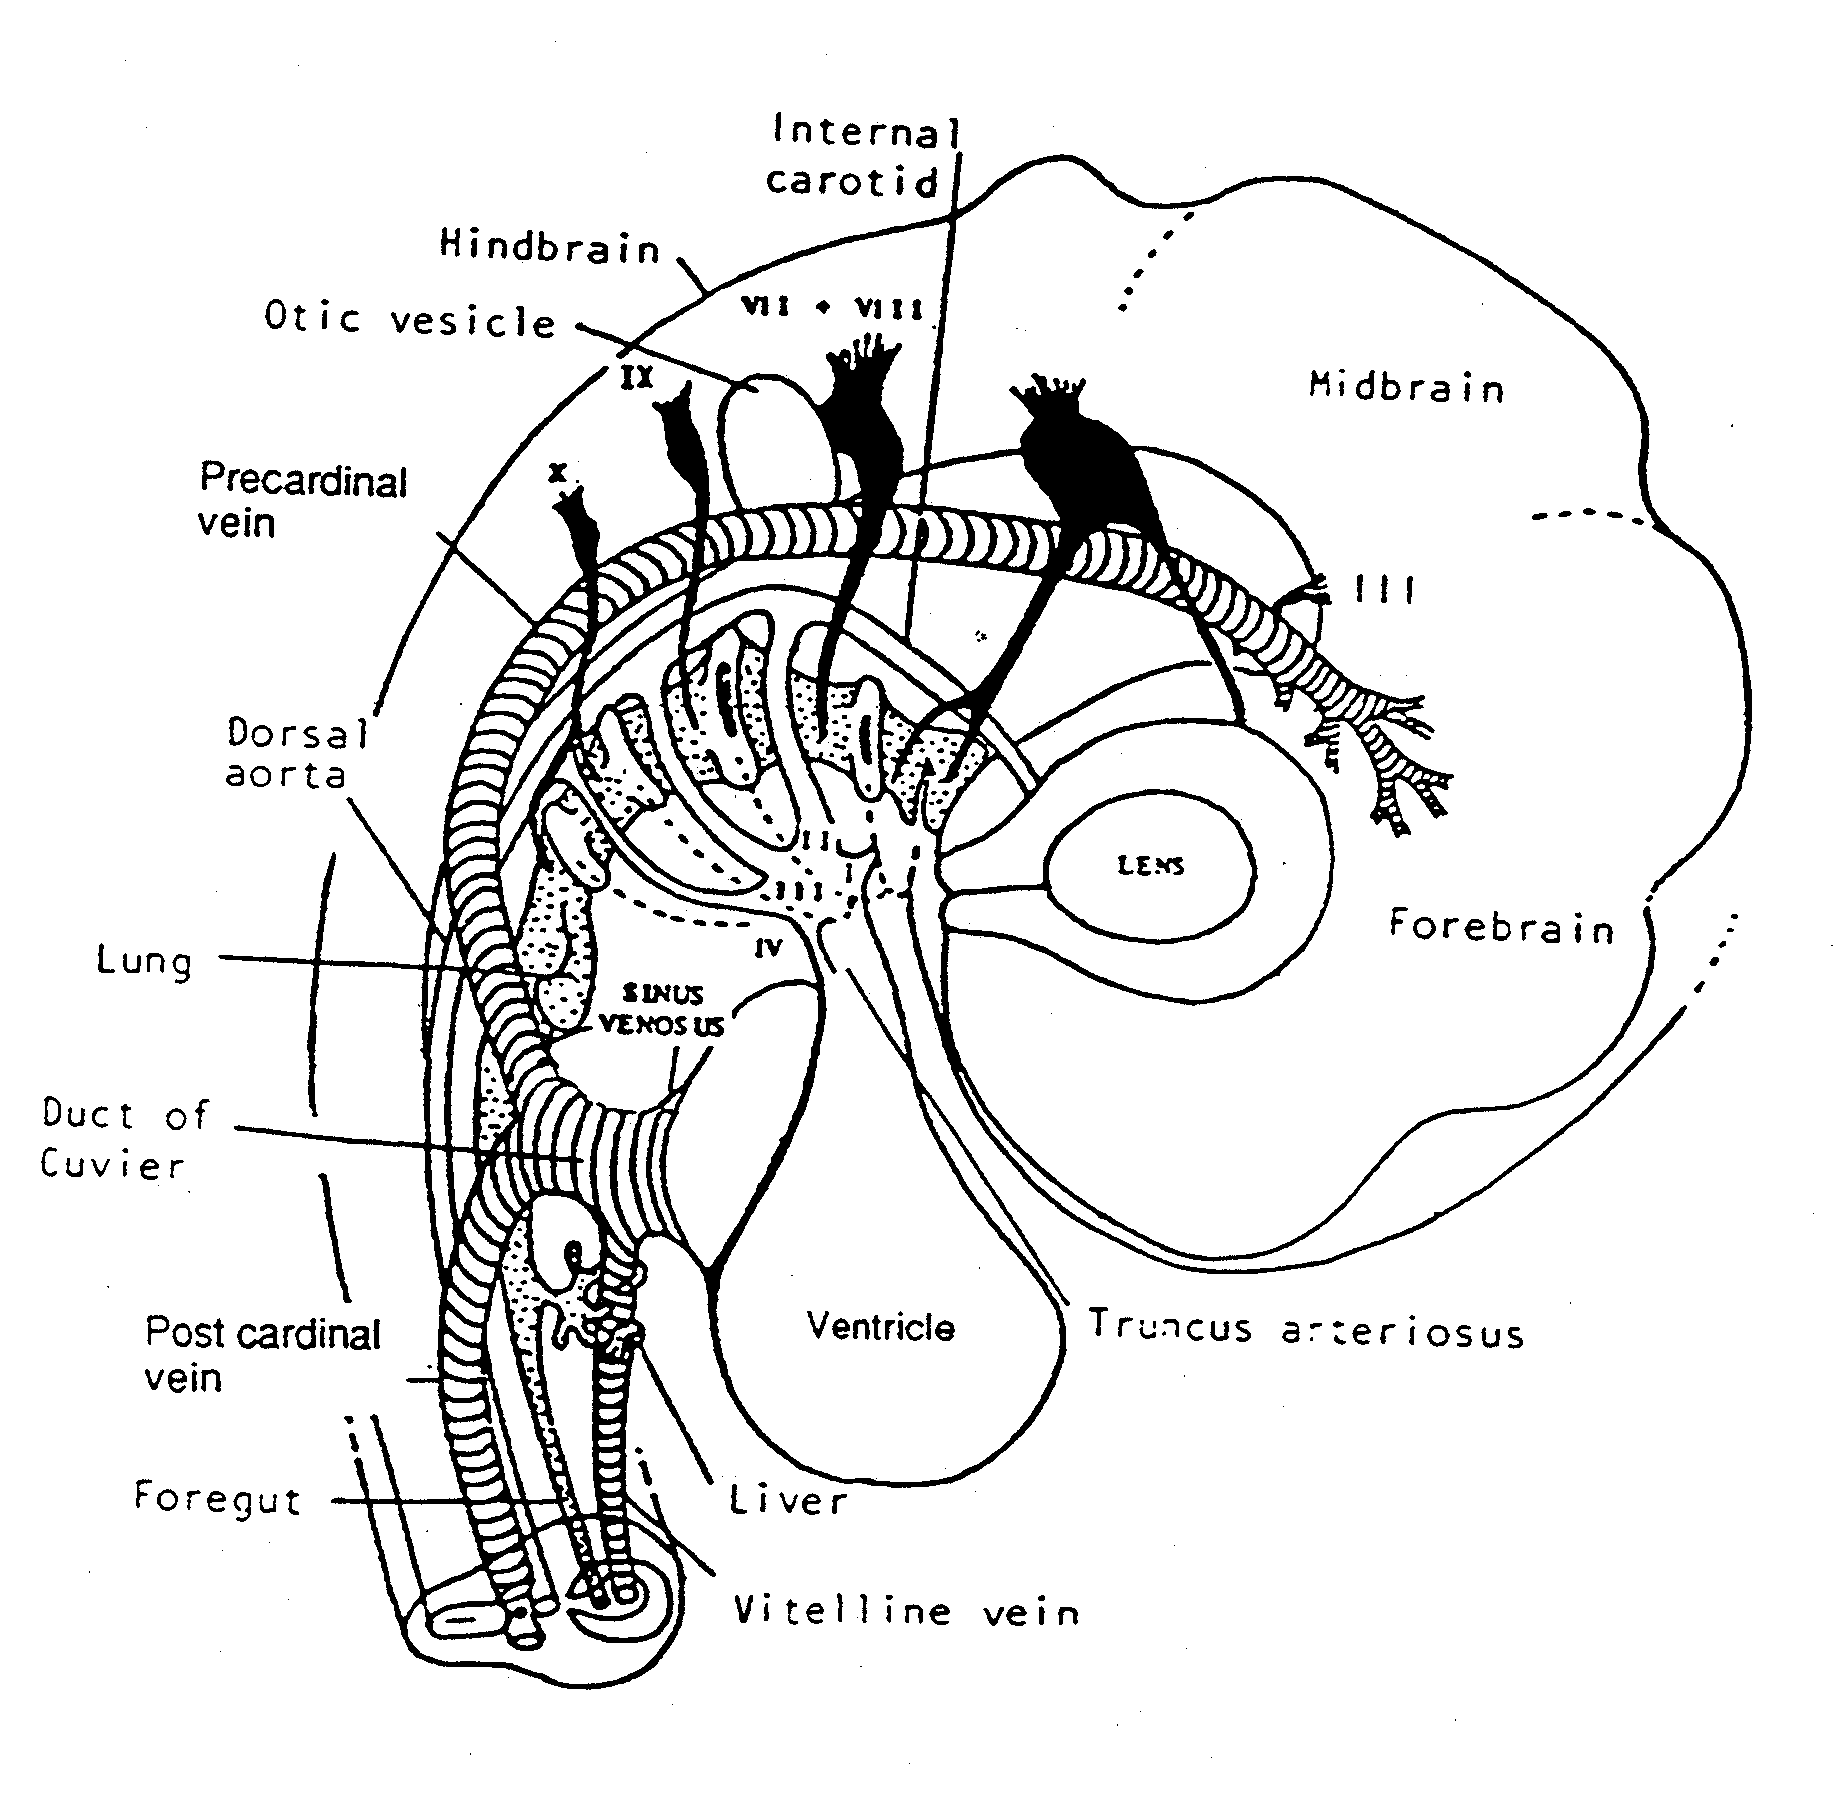 Internal
carotid
Hindbrain
VII + VIII
Otic vesicle
IX
Midbrain
Precardinal
vein
X
III
Dorsal
aorta
II
I
LENS
III
Forebrain
IV
Lung
SINUS
VENOSUS
Duct of
Cuvier
Post cardinal
vein
Ventricle
Truncus arteriosus
Foregut
Liver
Vitelline vein